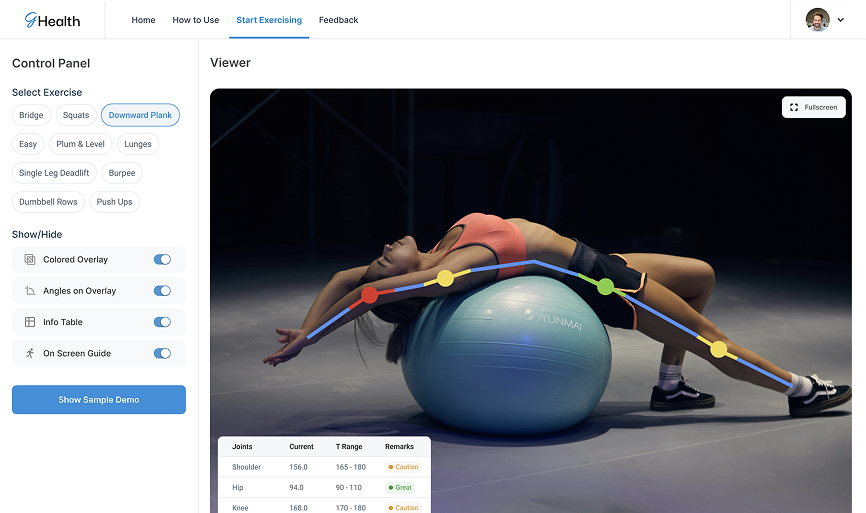 gHealth
Home How to Use Start Exercising Feedback
Control Panel
Viewer
Select Exercise
Bridge Squats Downward Plank
Easy Plum & Level Lunges
Single Leg Deadlift Burpee
Dumbbell Rows Push Ups
Show/Hide
Colored Overlay
Angles on Overlay
Info Table
On Screen Guide
Show Sample Demo
Fullscreen
YUNMAI
Joints Current T Range Remarks
Shoulder 156.0 165 - 180 Caution
Hip 94.0 90 - 110 Great
Knee 168.0 170 - 180 Caution